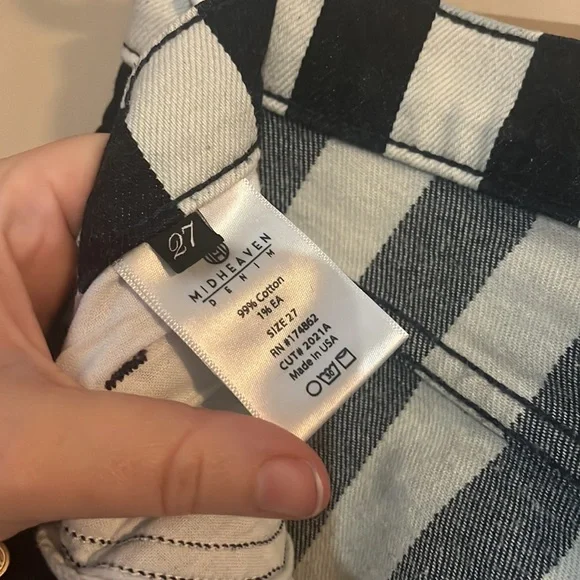 27
MIDHEAVEN
DENIM
99% Cotton
1% EA
SIZE 27
RN #174862
CUT# 2021A
Made in USA